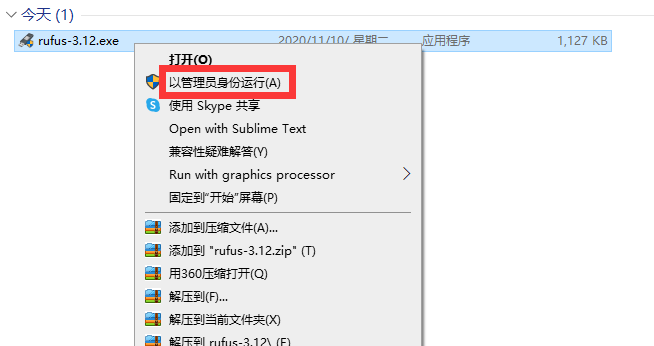 今天 (1)
rufus-3.12.exe 2020/11/10/ 星期二 应用程序 1,127 KB
打开(O)
以管理员身份运行(A)
使用 Skype 共享
Open with Sublime Text
兼容性疑难解答(Y)
Run with graphics processor
固定到"开始"屏幕(P)
添加到压缩文件(A)...
添加到 "rufus-3.12.zip" (T)
用360压缩打开(Q)
解压到(F)...
解压到当前文件夹(X)
解压到 rufus-3.12\ (E)